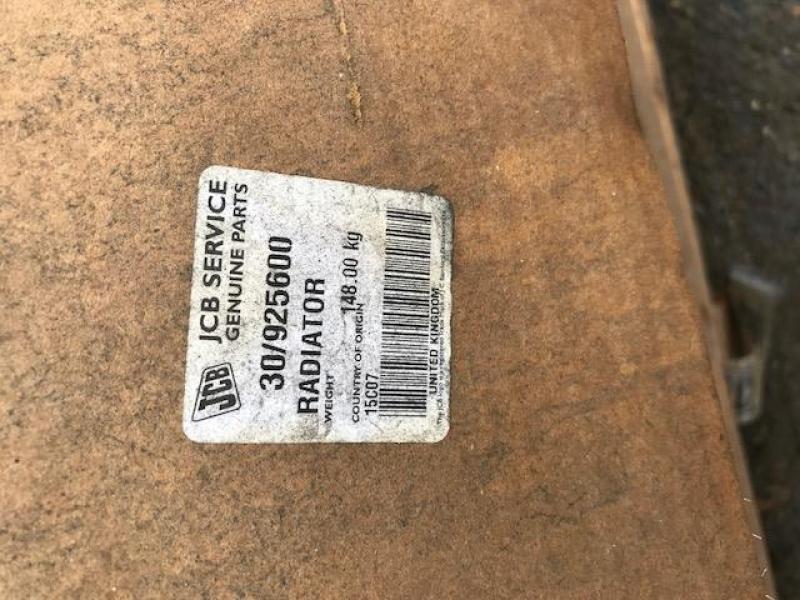 JCB
JCB SERVICE
GENUINE PARTS
30/925600
RADIATOR
WEIGHT 148.00 kg
COUNTRY OF ORIGIN
15C07
UNITED KINGDOM